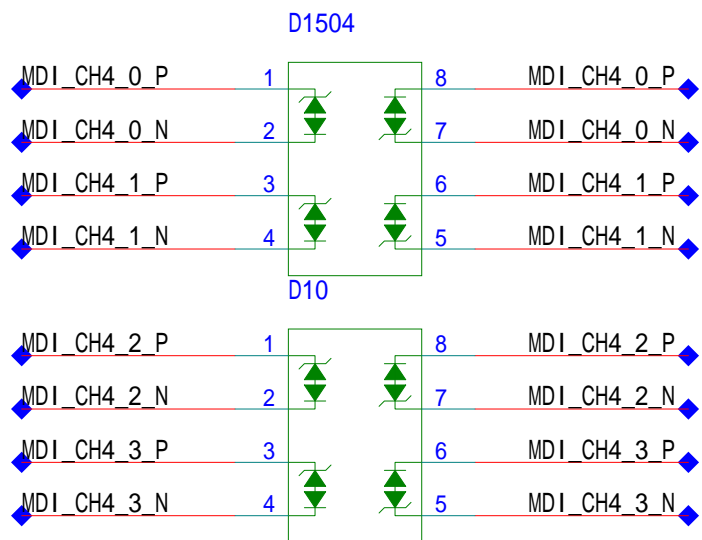 D1504
MDI_CH4_0_P 1 8 MDI_CH4_0_P
MDI_CH4_0_N 2 7 MDI_CH4_0_N
MDI_CH4_1_P 3 6 MDI_CH4_1_P
MDI_CH4_1_N 4 5 MDI_CH4_1_N
D10
MDI_CH4_2_P 1 8 MDI_CH4_2_P
MDI_CH4_2_N 2 7 MDI_CH4_2_N
MDI_CH4_3_P 3 6 MDI_CH4_3_P
MDI_CH4_3_N 4 5 MDI_CH4_3_N